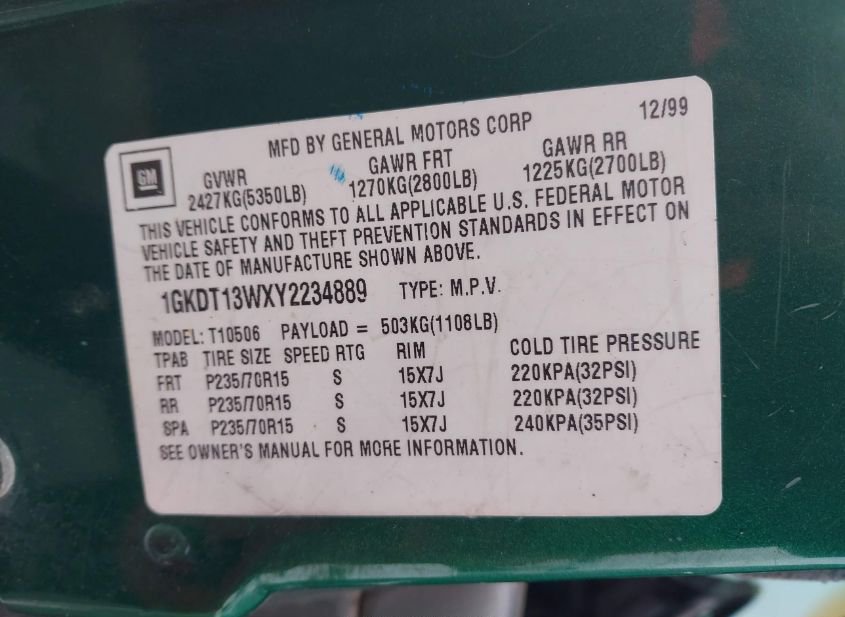 12/99
MFD BY GENERAL MOTORS CORP
GM
GVWR GAWR FRT GAWR RR
2427KG(5350LB) 1270KG(2800LB) 1225KG(2700LB)
THIS VEHICLE CONFORMS TO ALL APPLICABLE U.S. FEDERAL MOTOR
VEHICLE SAFETY AND THEFT PREVENTION STANDARDS IN EFFECT ON
THE DATE OF MANUFACTURE SHOWN ABOVE.
1GKDT13WXY2234889 TYPE: M.P.V.
MODEL: T10506 PAYLOAD = 503KG(1108LB)
TPAB TIRE SIZE SPEED RTG RIM COLD TIRE PRESSURE
FRT P235/70R15 S 15X7J 220KPA(32PSI)
RR P235/70R15 S 15X7J 220KPA(32PSI)
SPA P235/70R15 S 15X7J 240KPA(35PSI)
SEE OWNER'S MANUAL FOR MORE INFORMATION.